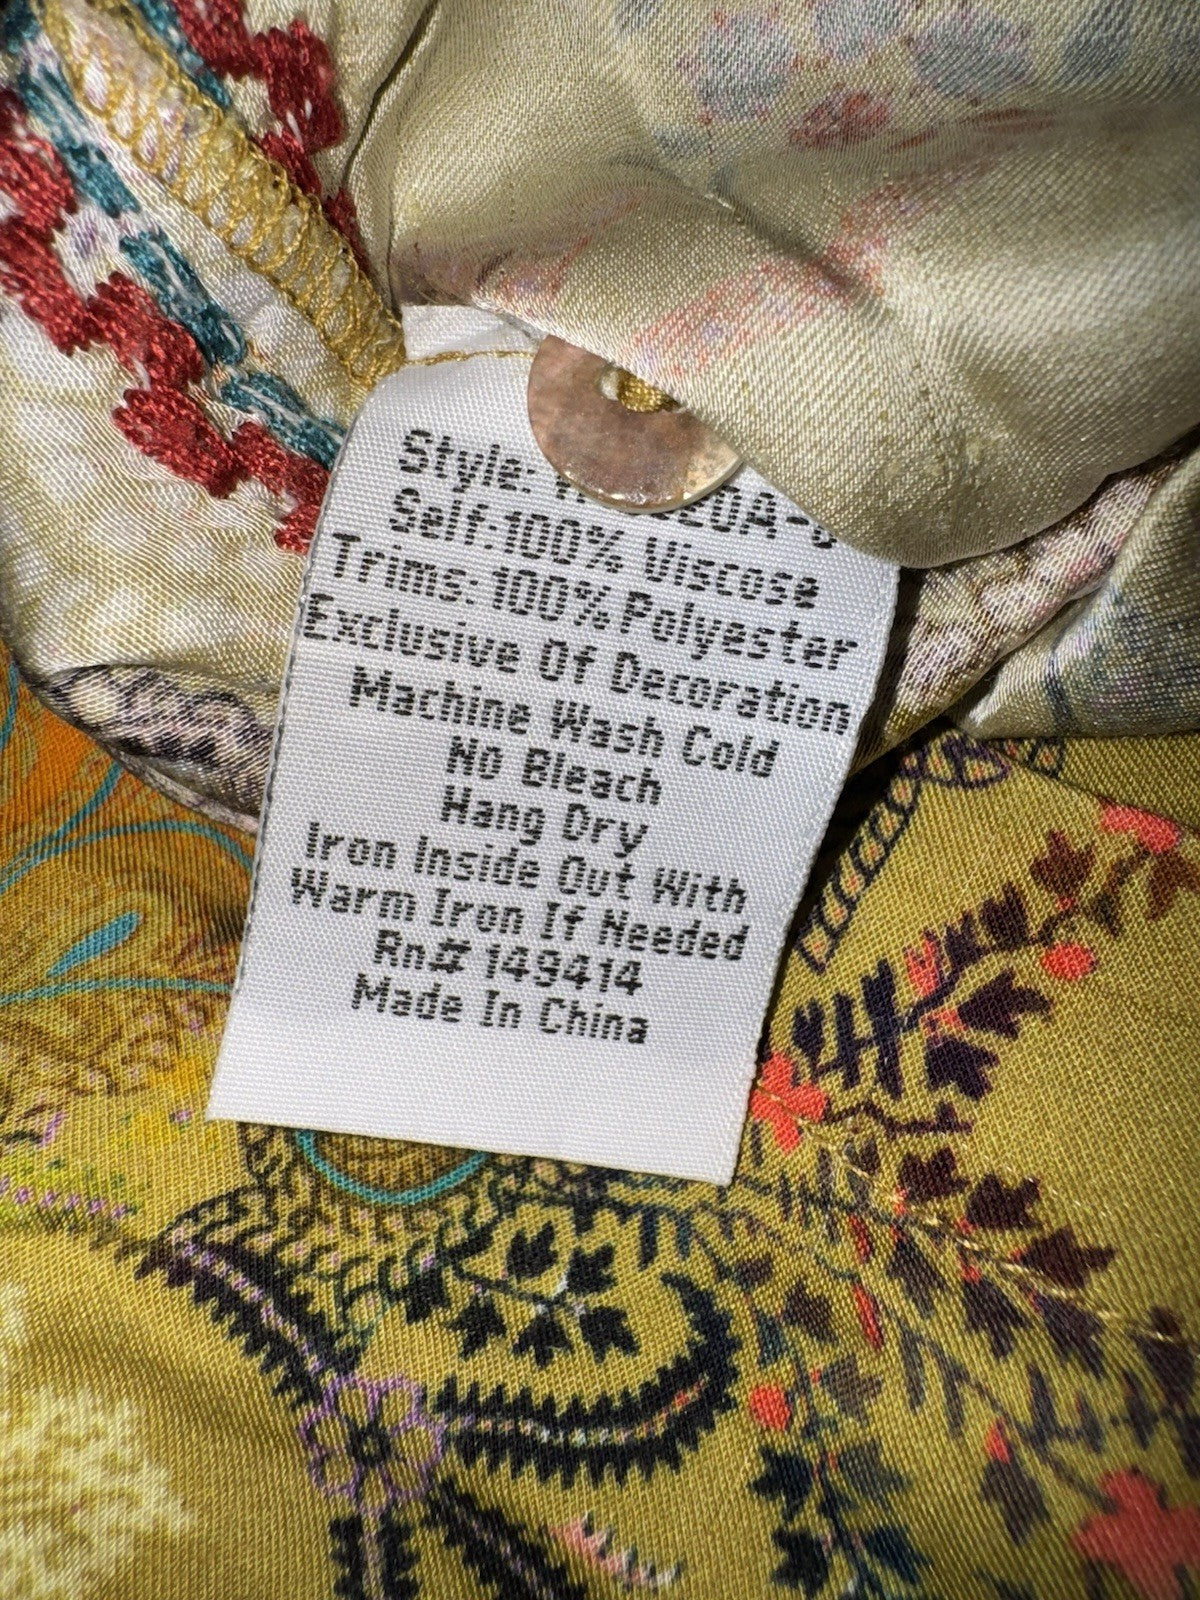 Style:
Self:100% Viscose
Trims:100% Polyester
Exclusive Of Decoration
Machine Wash Cold
No Bleach
Hang Dry
Iron Inside Out With
Warm Iron If Needed
Rn# 149414
Made In China